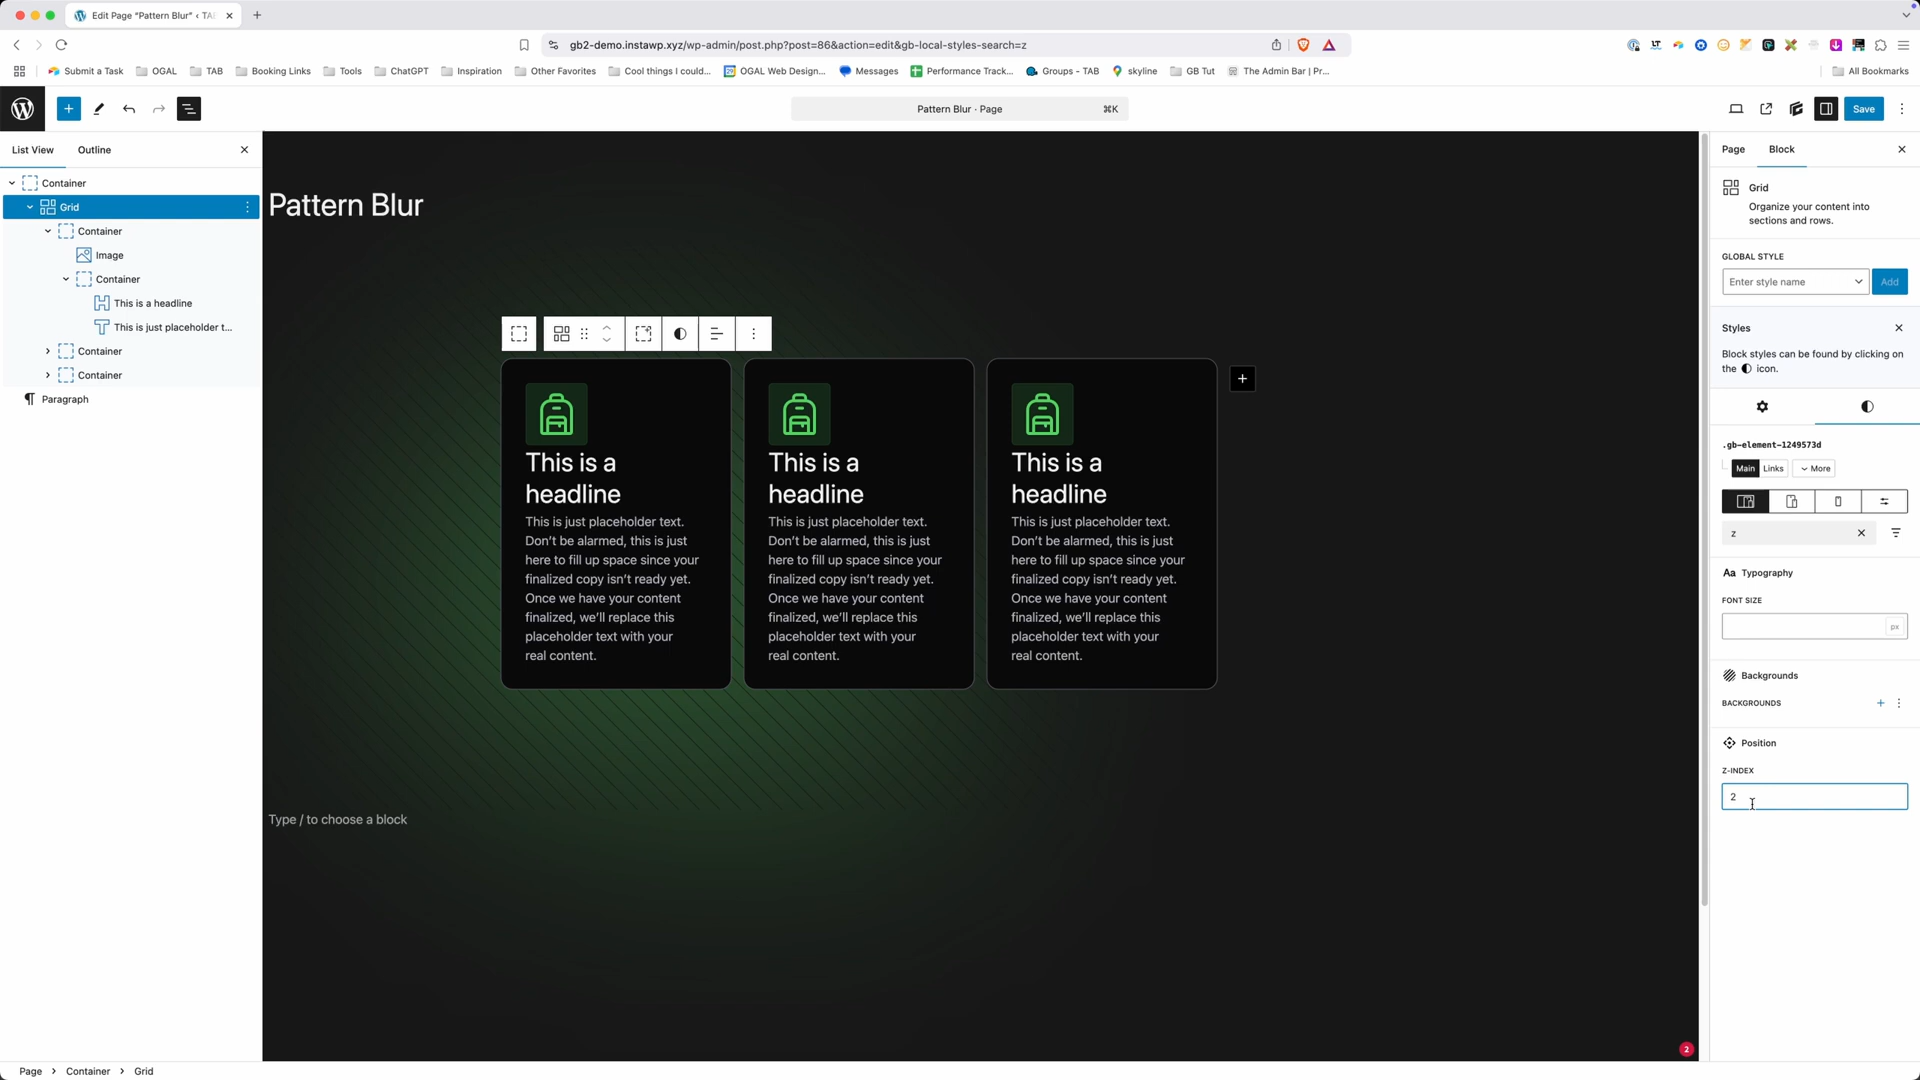 Edit Page “Pattern Blur” ‹ TAB
gb2-demo.instawp.xyz/wp-admin/post.php?post=86&action=edit&gb-local-styles-search=z
Submit a Task
OGAL
TAB
Booking Links
Tools
ChatGPT
Inspiration
Other Favorites
Cool things I could...
OGAL Web Design...
Messages
Performance Track...
Groups - TAB
skyline
GB Tut
The Admin Bar | Pr...
All Bookmarks
Pattern Blur · Page
⌘K
Save
List View
Outline
Container
Grid
Container
Image
Container
This is a headline
This is just placeholder t...
Container
Container
Paragraph
Pattern Blur
This is a
headline
This is just placeholder text.
Don’t be alarmed, this is just
here to fill up space since your
finalized copy isn’t ready yet.
Once we have your content
finalized, we’ll replace this
placeholder text with your
real content.
This is a
headline
This is just placeholder text.
Don’t be alarmed, this is just
here to fill up space since your
finalized copy isn’t ready yet.
Once we have your content
finalized, we’ll replace this
placeholder text with your
real content.
This is a
headline
This is just placeholder text.
Don’t be alarmed, this is just
here to fill up space since your
finalized copy isn’t ready yet.
Once we have your content
finalized, we’ll replace this
placeholder text with your
real content.
Type / to choose a block
2
Page
Block
Grid
Organize your content into
sections and rows.
GLOBAL STYLE
Enter style name
Add
Styles
Block styles can be found by clicking on
the icon.
.gb-element-1249573d
Main
Links
More
z
Aa Typography
FONT SIZE
px
Backgrounds
BACKGROUNDS
Position
Z-INDEX
2
Page > Container > Grid